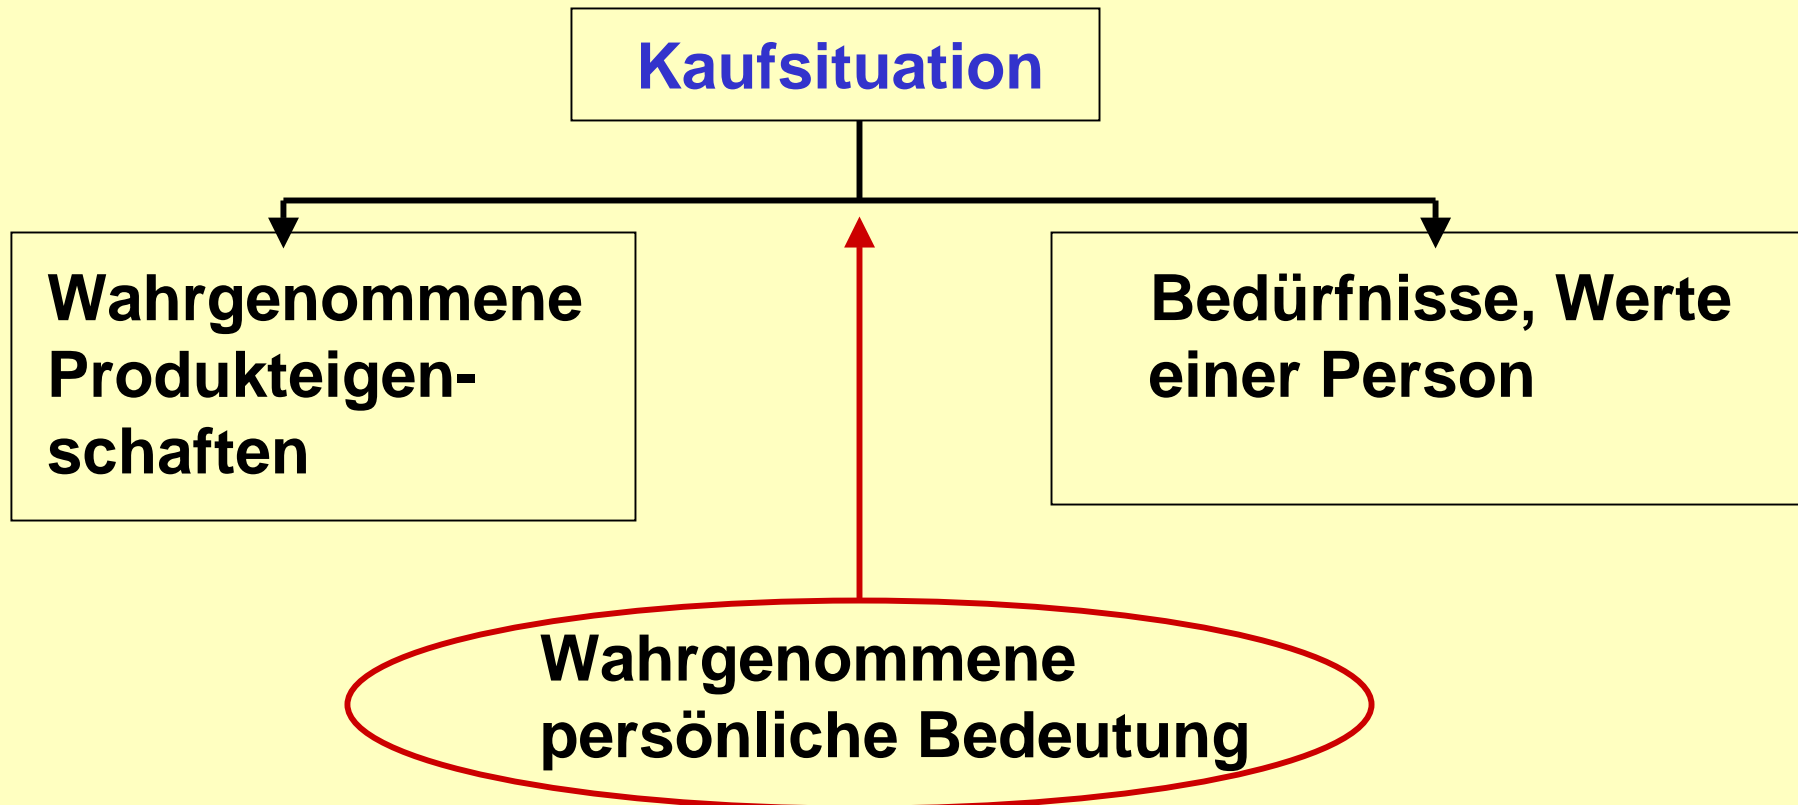 Kaufsituation
Wahrgenommene
Produkteigen-
schaften
Bedürfnisse, Werte
einer Person
Wahrgenommene
persönliche Bedeutung